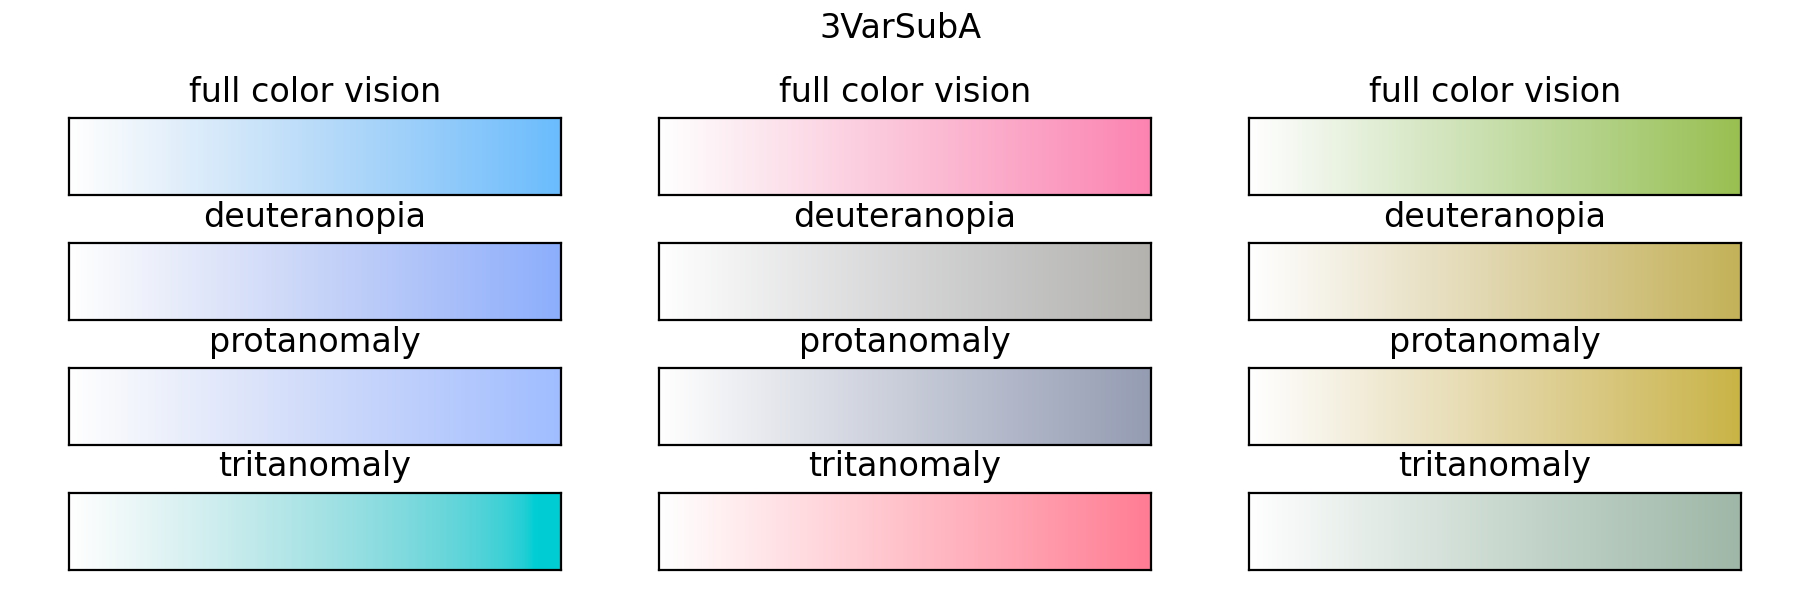 3VarSubA
full color vision
full color vision
full color vision
deuteranopia
deuteranopia
deuteranopia
protanomaly
protanomaly
protanomaly
tritanomaly
tritanomaly
tritanomaly